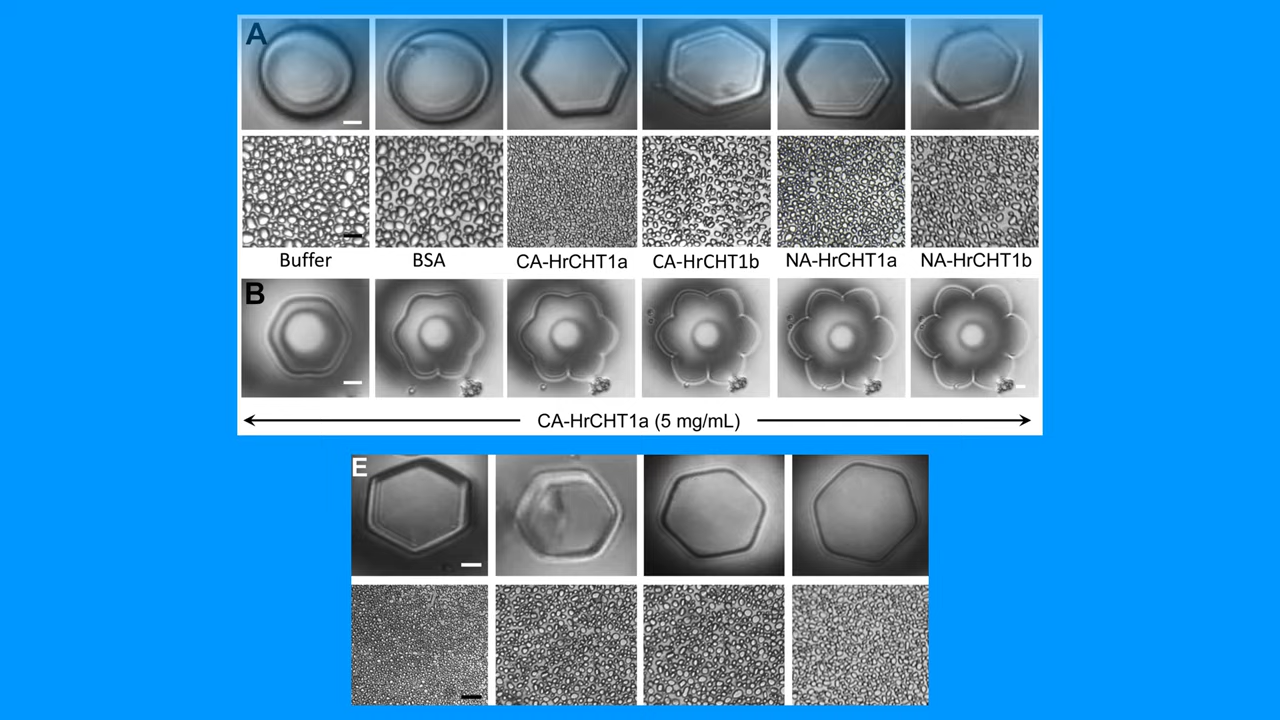 A
Buffer BSA CA-HrCHT1a CA-HrCHT1b NA-HrCHT1a NA-HrCHT1b
B
CA-HrCHT1a (5 mg/mL)
E